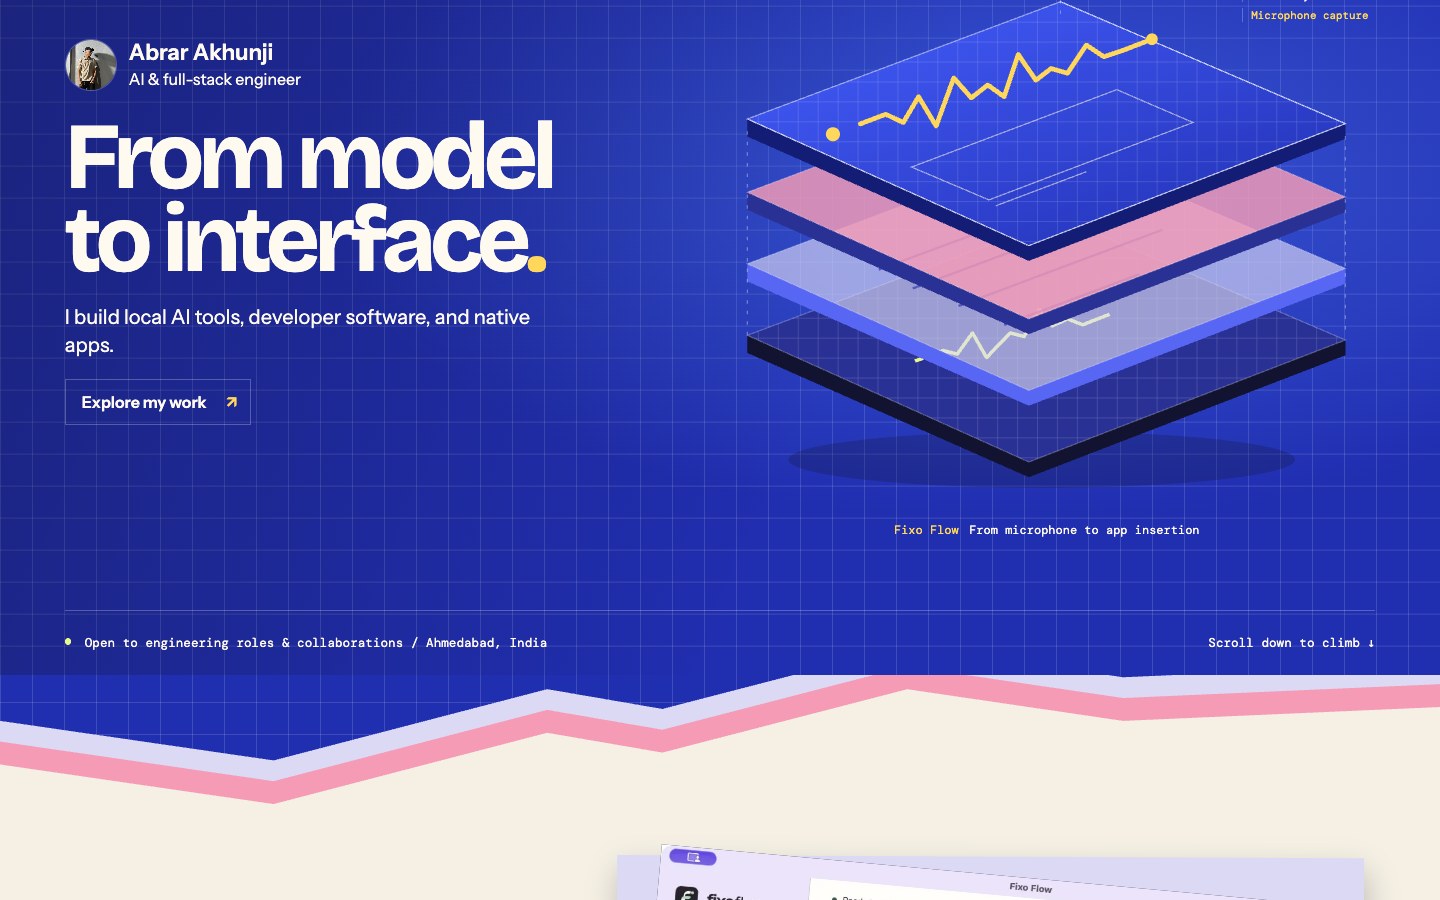 Microphone capture
Abrar Akhunji
AI & full-stack engineer
From model
to interface.
I build local AI tools, developer software, and native
apps.
Explore my work ↗
Fixo Flow From microphone to app insertion
Open to engineering roles & collaborations / Ahmedabad, India
Scroll down to climb ↓
Fixo Flow